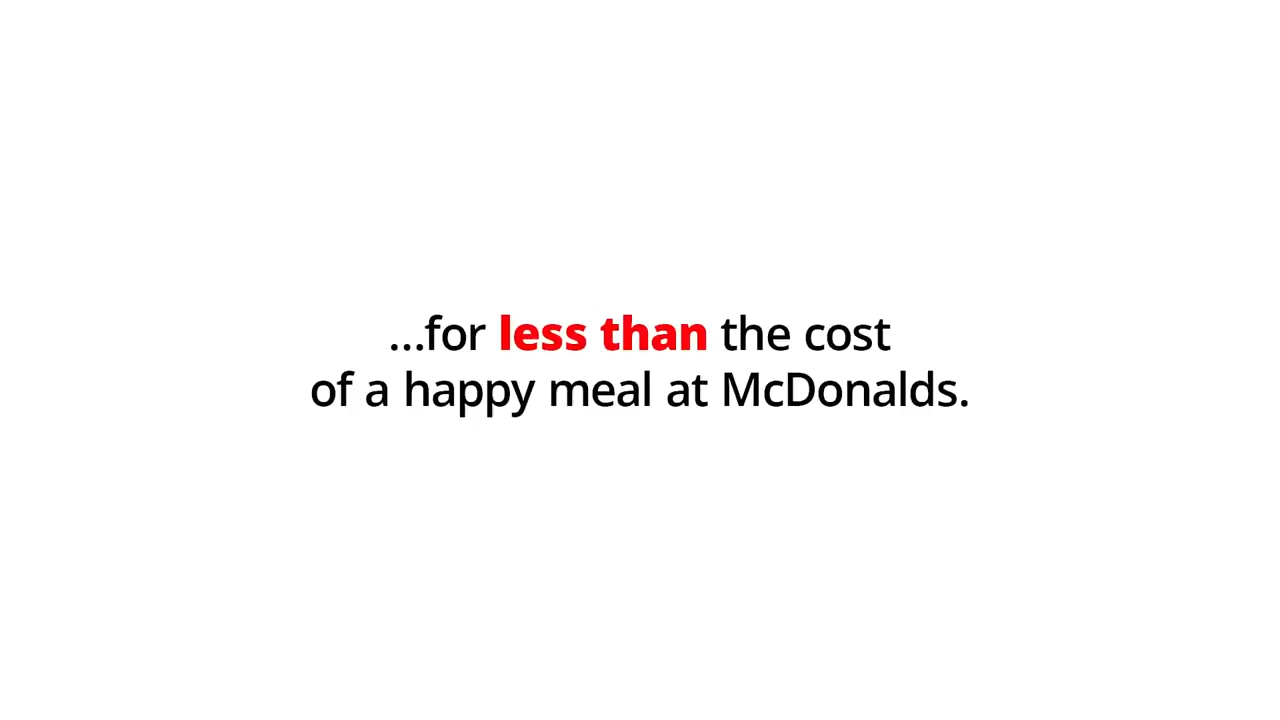 ...for less than the cost
of a happy meal at McDonalds.